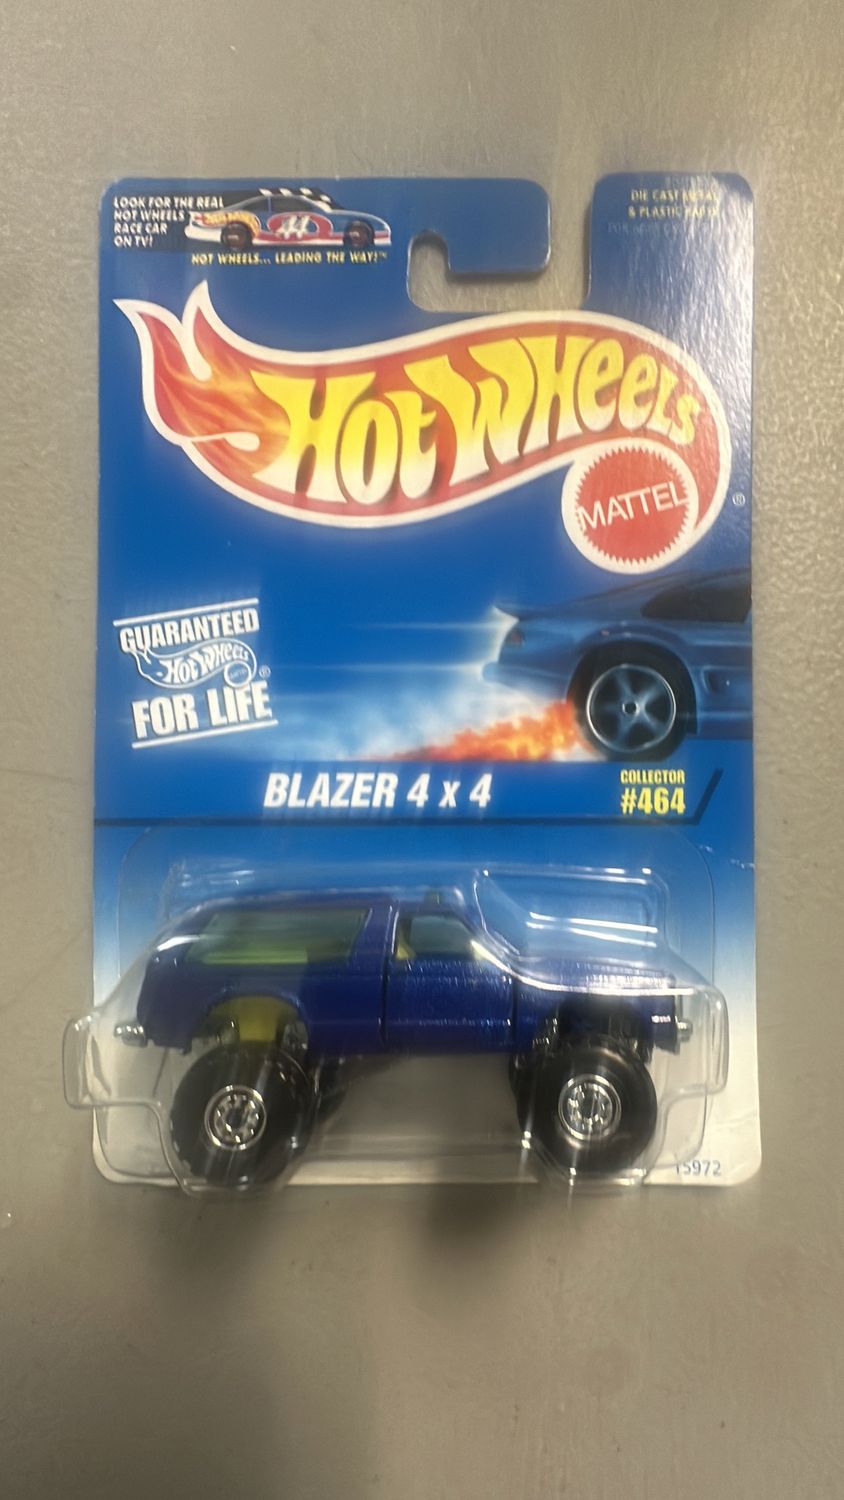 LOOK FOR THE REAL
HOT WHEELS
RACE CAR
ON TV!
44
HOT WHEELS... LEADING THE WAY!™
DIE CAST METAL
& PLASTIC PARTS
HOT WHEELS
MATTEL
®
GUARANTEED
HOT WHEELS
®
FOR LIFE
BLAZER 4 x 4
COLLECTOR
#464
15972